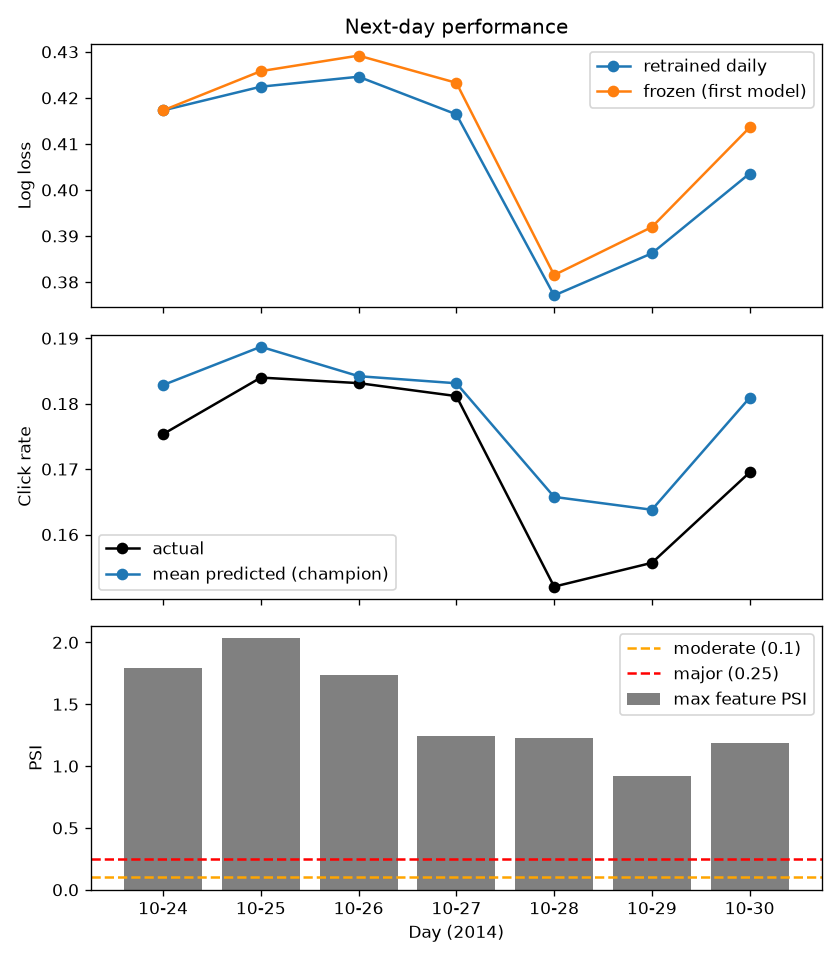 Next-day performance
0.43
0.42
0.41
0.40
0.39
0.38
Log loss
retrained daily
frozen (first model)
0.19
0.18
0.17
0.16
Click rate
actual
mean predicted (champion)
2.0
1.5
1.0
0.5
0.0
PSI
moderate (0.1)
major (0.25)
max feature PSI
10-24 10-25 10-26 10-27 10-28 10-29 10-30
Day (2014)